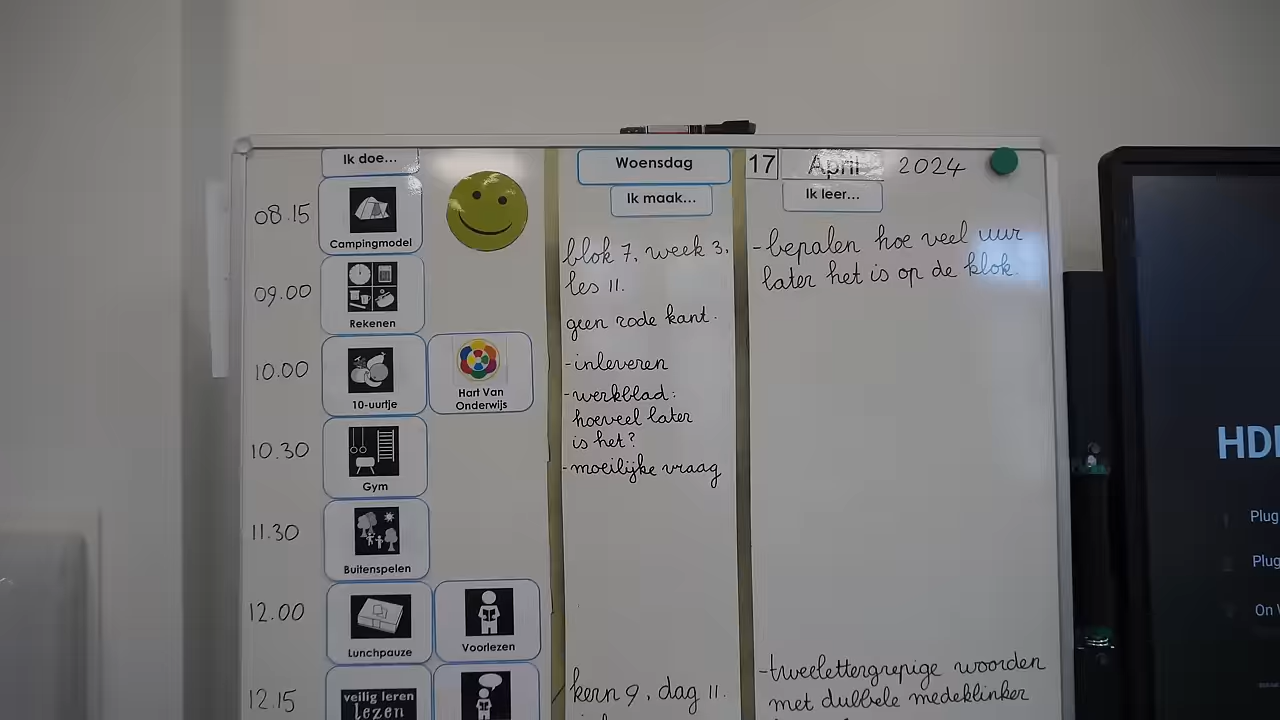 Ik doe...
Woensdag
17 April 2024
Ik maak...
Ik leer...
08.15
Campingmodel
09.00
Rekenen
10.00
10-uurtje
Hart Van
Onderwijs
10.30
Gym
11.30
Buitenspelen
12.00
Lunchpauze
Voorlezen
12.15
veilig leren
lezen
blok 7, week 3,
les 11.
geen rode kant.
-inleveren
-werkblad:
hoeveel later
is het?
-moeilijke vraag
kern 9, dag 11.
-bepalen hoe veel uur
later het is op de klok.
-tweelettergrepige woorden
met dubbele medeklinker
HDI
Plug
Plug
On